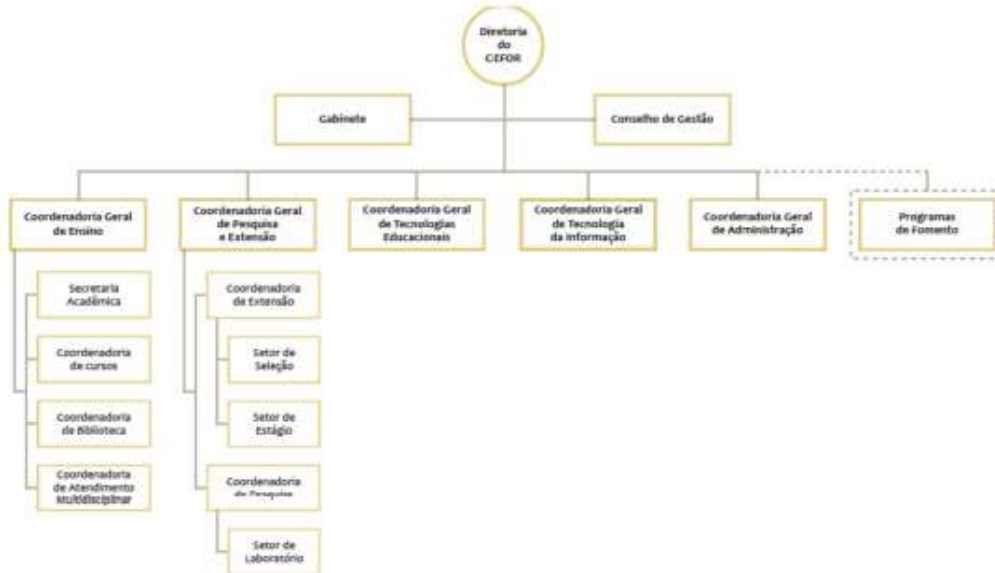 Diretoria
do
CEFOR
Gabinete
Conselho de Gestão
Coordenadoria Geral
de Ensino
Coordenadoria Geral
de Pesquisa
e Extensão
Coordenadoria Geral
de Tecnologias
Educacionais
Coordenadoria Geral
de Tecnologia
da Informação
Coordenadoria Geral
de Administração
Programas
de Fomento
Secretaria
Acadêmica
Coordenadoria
de cursos
Coordenadoria
de Biblioteca
Coordenadoria
de Atendimento
Multidisciplinar
Coordenadoria
de Extensão
Setor de
Seleção
Setor de
Estágio
Coordenadoria
de Pesquisa
Setor de
Laboratório